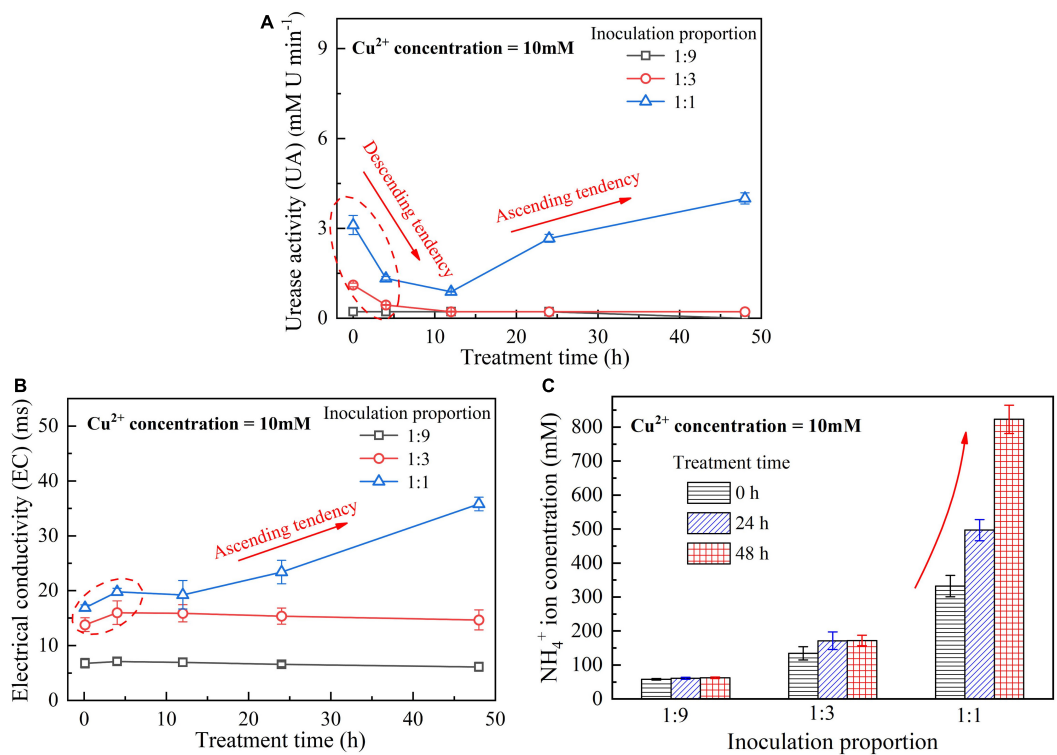 A
Urease activity (UA) (mM U min⁻¹)
9
6
3
0
Cu²⁺ concentration = 10mM
Inoculation proportion
1:9
1:3
1:1
Descending tendency
Ascending tendency
0 10 20 30 40 50
Treatment time (h)
B
Electrical conductivity (EC) (ms)
50
40
30
20
10
0
Cu²⁺ concentration = 10mM
Inoculation proportion
1:9
1:3
1:1
Ascending tendency
0 10 20 30 40 50
Treatment time (h)
C
NH₄⁺ ion conentration (mM)
800
700
600
500
400
300
200
100
0
Cu²⁺ concentration = 10mM
Treatment time
0 h
24 h
48 h
1:9 1:3 1:1
Inoculation proportion